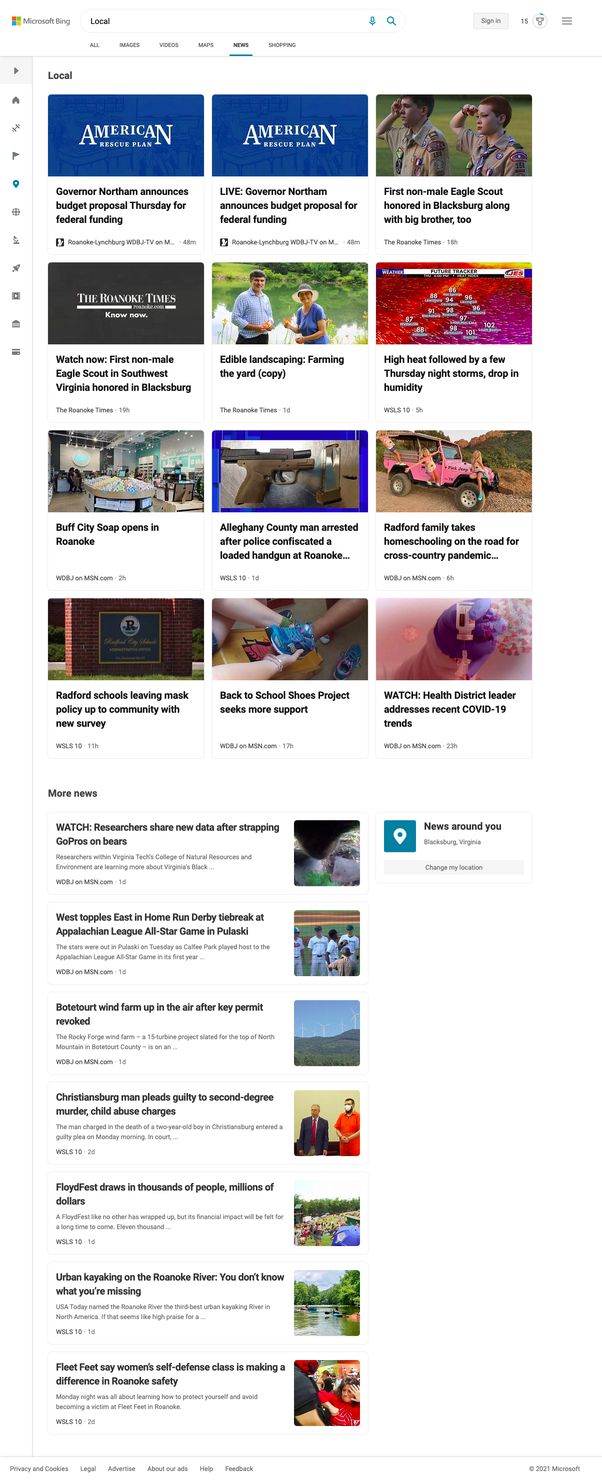 Microsoft Bing
Local
Sign in
15
ALL
IMAGES
VIDEOS
MAPS
NEWS
SHOPPING
Local
AMERICAN
RESCUE PLAN
Governor Northam announces
budget proposal Thursday for
federal funding
Roanoke-Lynchburg WDBJ-TV on M... · 48m
AMERICAN
RESCUE PLAN
LIVE: Governor Northam
announces budget proposal for
federal funding
Roanoke-Lynchburg WDBJ-TV on M... · 48m
First non-male Eagle Scout
honored in Blacksburg along
with big brother, too
The Roanoke Times · 18h
THE ROANOKE TIMES
roanoke.com
Know now.
Watch now: First non-male
Eagle Scout in Southwest
Virginia honored in Blacksburg
The Roanoke Times · 19h
Edible landscaping: Farming
the yard (copy)
The Roanoke Times · 1d
WEATHER
FUTURE TRACKER
THU 4:00 PM • HEAT INDEX
86
88
94
96
91
98
97
87
88
98
101
102
High heat followed by a few
Thursday night storms, drop in
humidity
WSLS 10 · 5h
Buff City Soap opens in
Roanoke
WDBJ on MSN.com · 2h
Alleghany County man arrested
after police confiscated a
loaded handgun at Roanoke...
WSLS 10 · 1d
Pink Jeep
Radford family takes
homeschooling on the road for
cross-country pandemic...
WDBJ on MSN.com · 6h
R
Radford City Schools
ADMINISTRATIVE OFFICE
Radford schools leaving mask
policy up to community with
new survey
WSLS 10 · 11h
Back to School Shoes Project
seeks more support
WDBJ on MSN.com · 17h
WATCH: Health District leader
addresses recent COVID-19
trends
WDBJ on MSN.com · 23h
More news
WATCH: Researchers share new data after strapping
GoPros on bears
Researchers within Virginia Tech's College of Natural Resources and
Environment are learning more about Virginia's Black ...
WDBJ on MSN.com · 1d
News around you
Blacksburg, Virginia
Change my location
West topples East in Home Run Derby tiebreak at
Appalachian League All-Star Game in Pulaski
The stars were out in Pulaski on Tuesday as Calfee Park played host to the
Appalachian League All-Star Game in its first year ...
WDBJ on MSN.com · 1d
Botetourt wind farm up in the air after key permit
revoked
The Rocky Forge wind farm – a 15-turbine project slated for the top of North
Mountain in Botetourt County – is on an ...
WDBJ on MSN.com · 1d
Christiansburg man pleads guilty to second-degree
murder, child abuse charges
The man charged in the death of a two-year-old boy in Christiansburg entered a
guilty plea on Monday morning. In court, ...
WSLS 10 · 2d
FloydFest draws in thousands of people, millions of
dollars
A FloydFest like no other has wrapped up, but its financial impact will be felt for
a long time to come. Eleven thousand ...
WSLS 10 · 1d
Urban kayaking on the Roanoke River: You don't know
what you're missing
USA Today named the Roanoke River the third-best urban kayaking River in
North America. If that seems like high praise for a ...
WSLS 10 · 1d
Fleet Feet say women's self-defense class is making a
difference in Roanoke safety
Monday night was all about learning how to protect yourself and avoid
becoming a victim at Fleet Feet in Roanoke.
WSLS 10 · 2d
Privacy and Cookies
Legal
Advertise
About our ads
Help
Feedback
© 2021 Microsoft